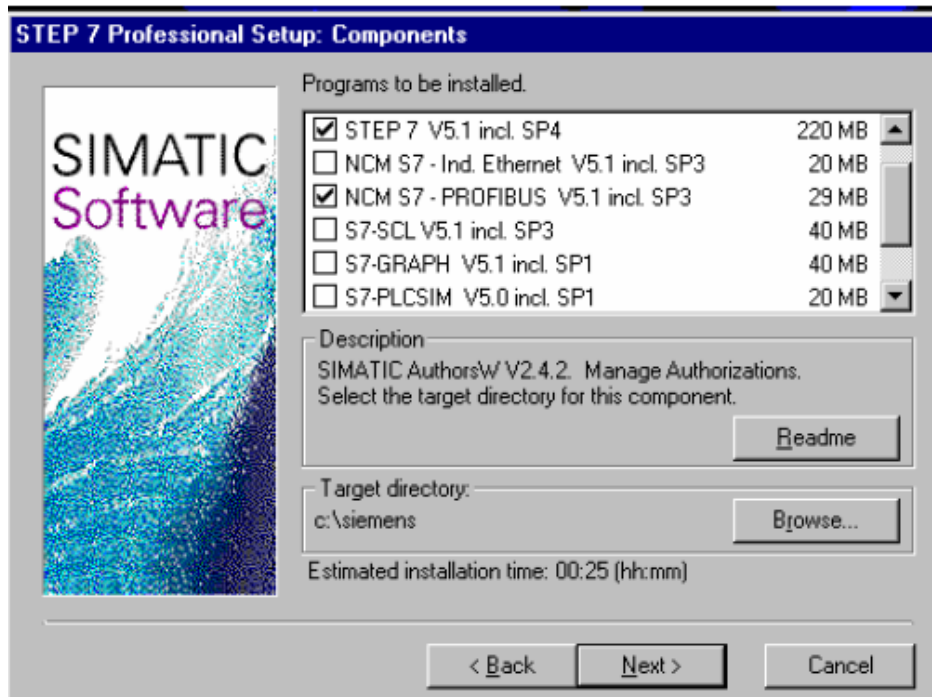 STEP 7 Professional Setup: Components
SIMATIC
Software
Programs to be installed.
STEP 7 V5.1 incl. SP4 220 MB
NCM S7 - Ind. Ethernet V5.1 incl. SP3 20 MB
NCM S7 - PROFIBUS V5.1 incl. SP3 29 MB
S7-SCL V5.1 incl. SP3 40 MB
S7-GRAPH V5.1 incl. SP1 40 MB
S7-PLCSIM V5.0 incl. SP1 20 MB
Description
SIMATIC AuthorsW V2.4.2. Manage Authorizations.
Select the target directory for this component.
Readme
Target directory:
c:\siemens
Browse...
Estimated installation time: 00:25 (hh:mm)
< Back Next > Cancel